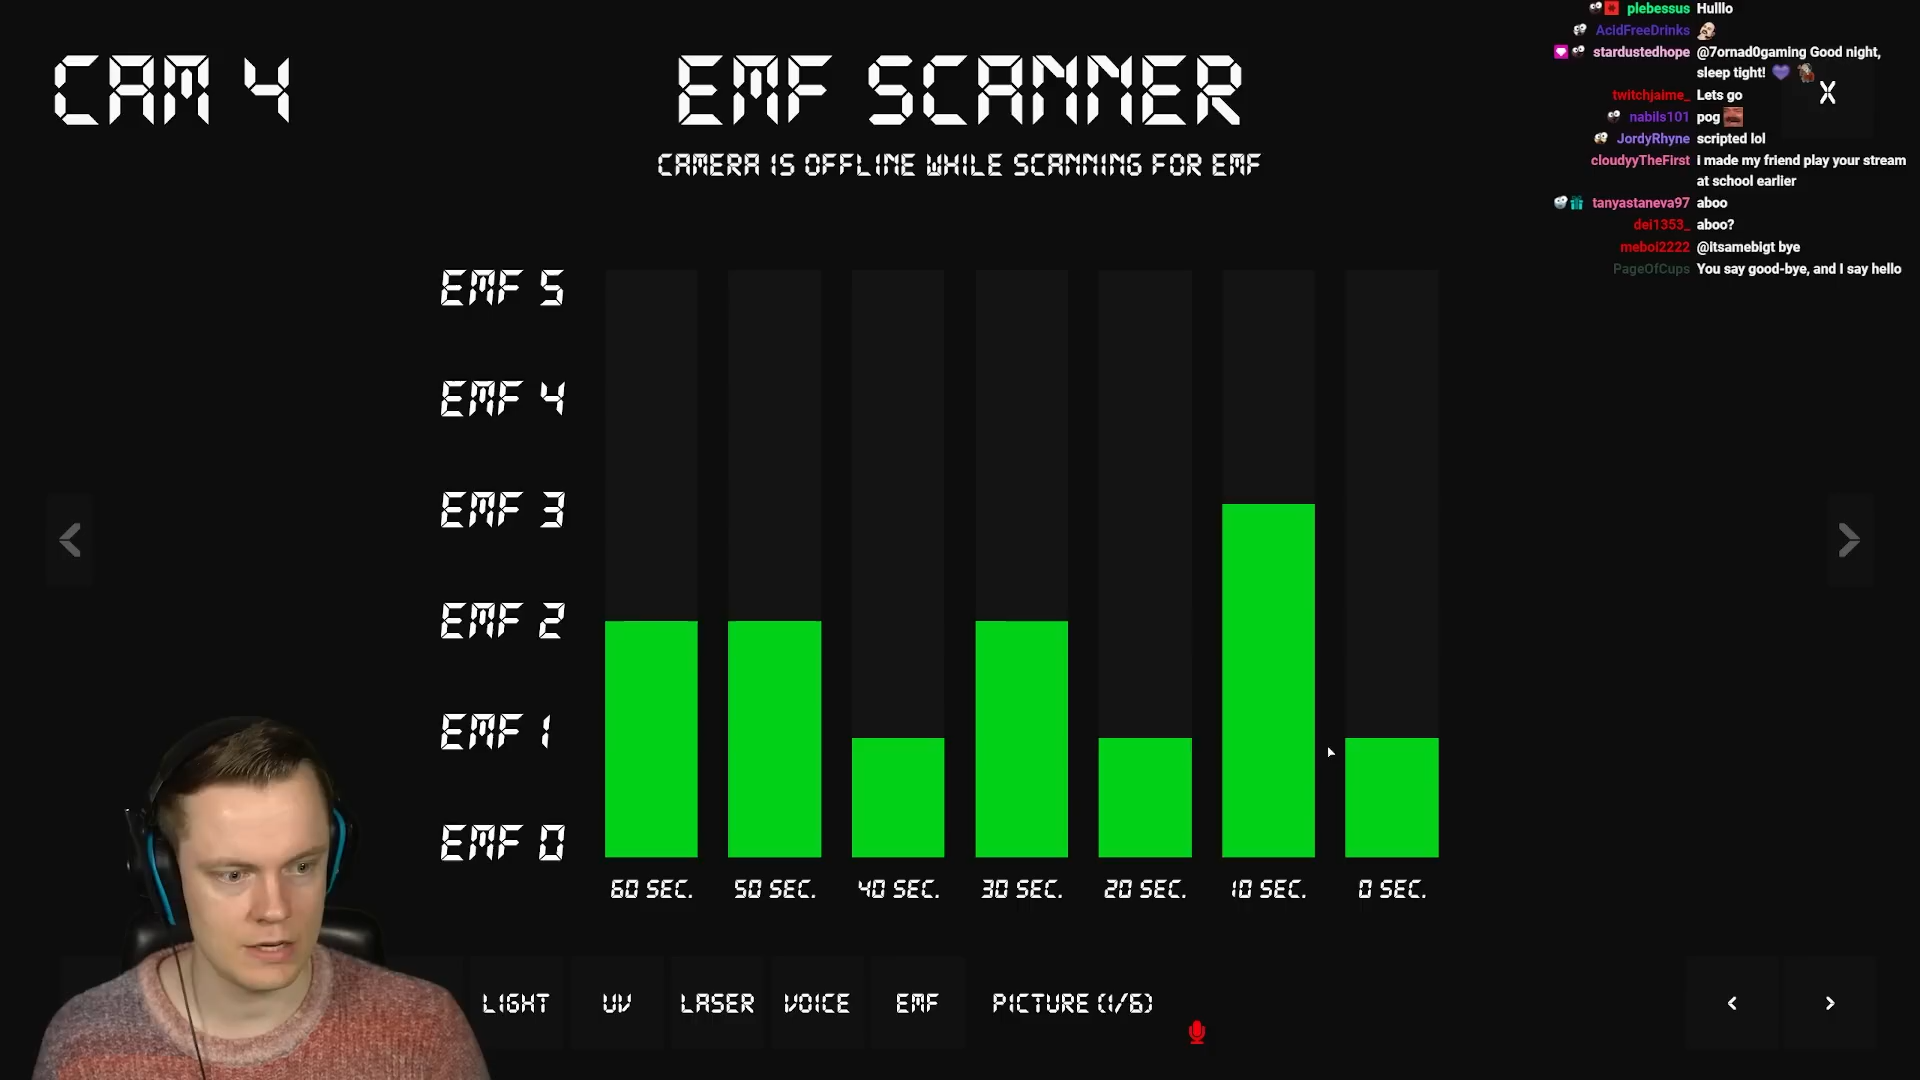 CAM 4
EMF SCANNER
CAMERA IS OFFLINE WHILE SCANNING FOR EMF
plebessus Hulllo
AcidFreeDrinks
stardustedhope @7ornad0gaming Good night,
sleep tight!
twitchjaime_ Lets go
nabils101 pog
JordyRhyne scripted lol
cloudyyTheFirst i made my friend play your stream
at school earlier
tanyastaneva97 aboo
dei1353_ aboo?
meboi2222 @itsamebigt bye
PageOfCups You say good-bye, and I say hello
X
EMF 5
EMF 4
EMF 3
EMF 2
EMF 1
EMF 0
60 SEC. 50 SEC. 40 SEC. 30 SEC. 20 SEC. 10 SEC. 0 SEC.
LIGHT UV LASER VOICE EMF PICTURE (1/6) < >